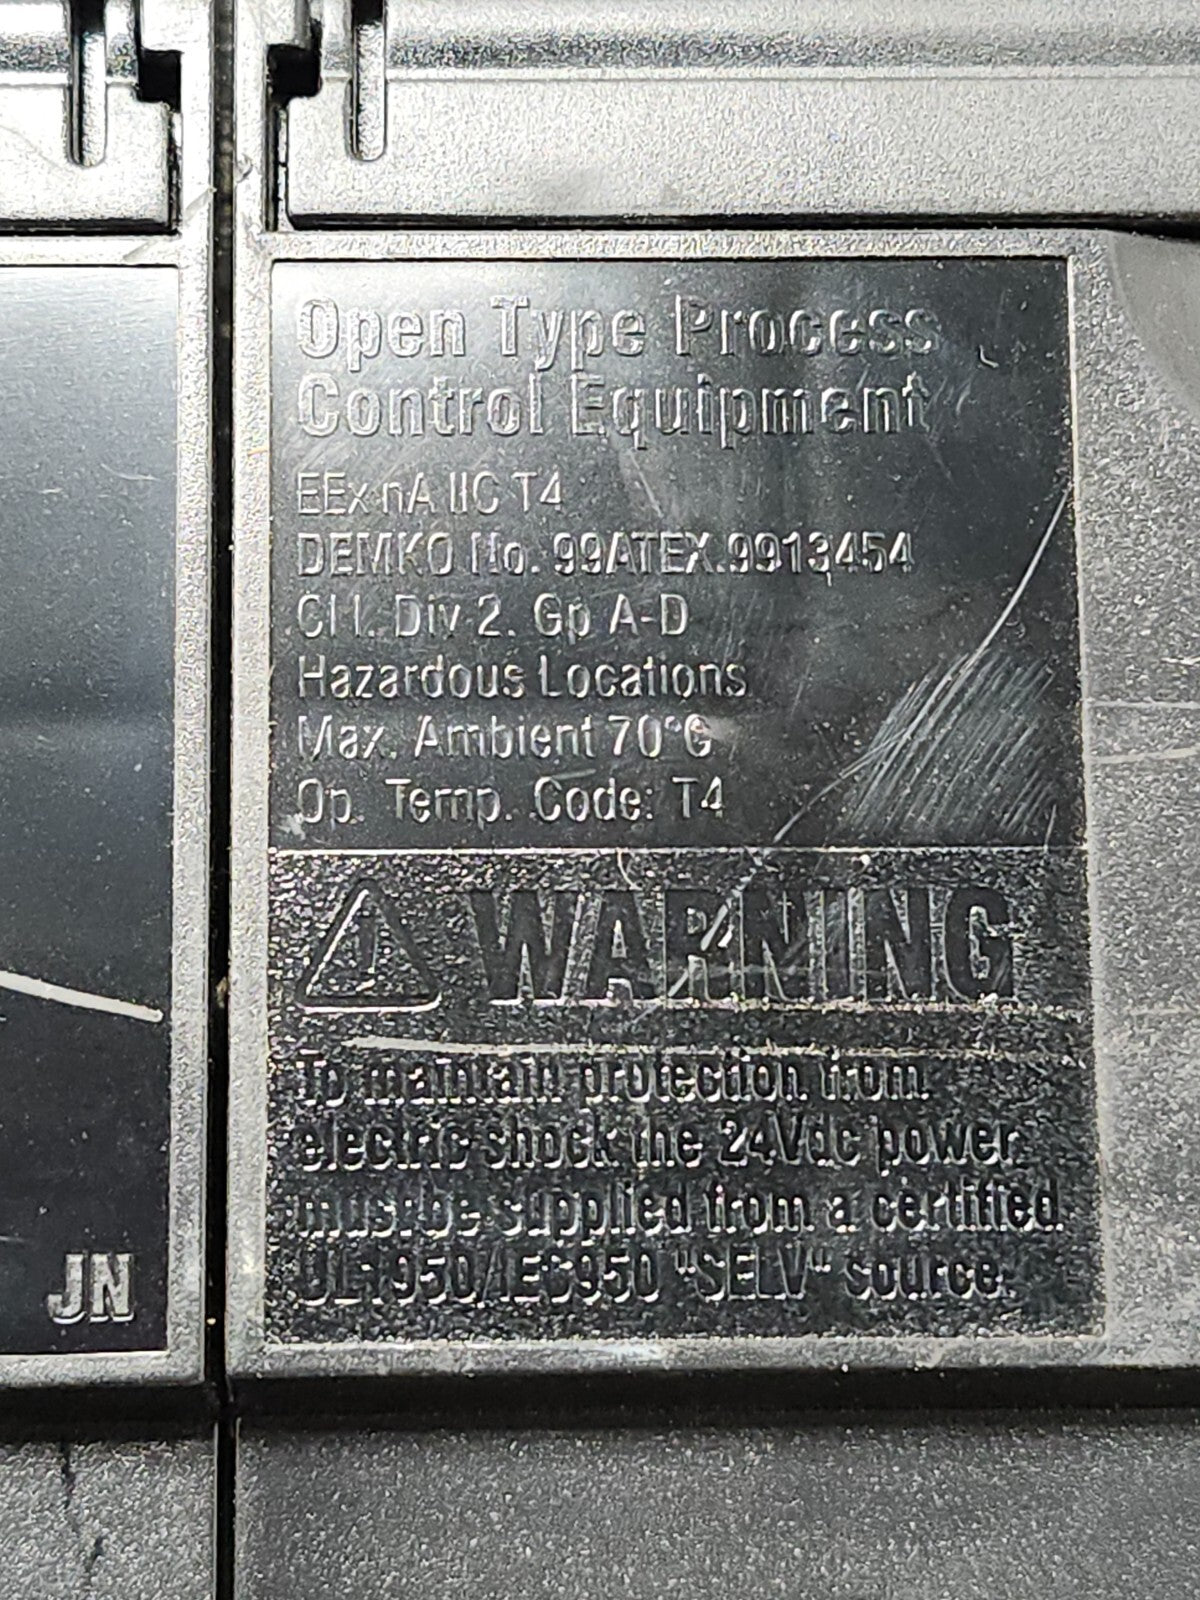 Open Type Process
Control Equipment
EEx nA IIC T4
DEMKO No. 99ATEX.9913454
Cl I. Div 2. Gp A-D
Hazardous Locations
Max. Ambient 70°C
Op. Temp. Code: T4
! WARNING
To maintain protection from
electric shock the 24Vdc power
must be supplied from a certified
UL1950/IEC950 "SELV" source.
JN